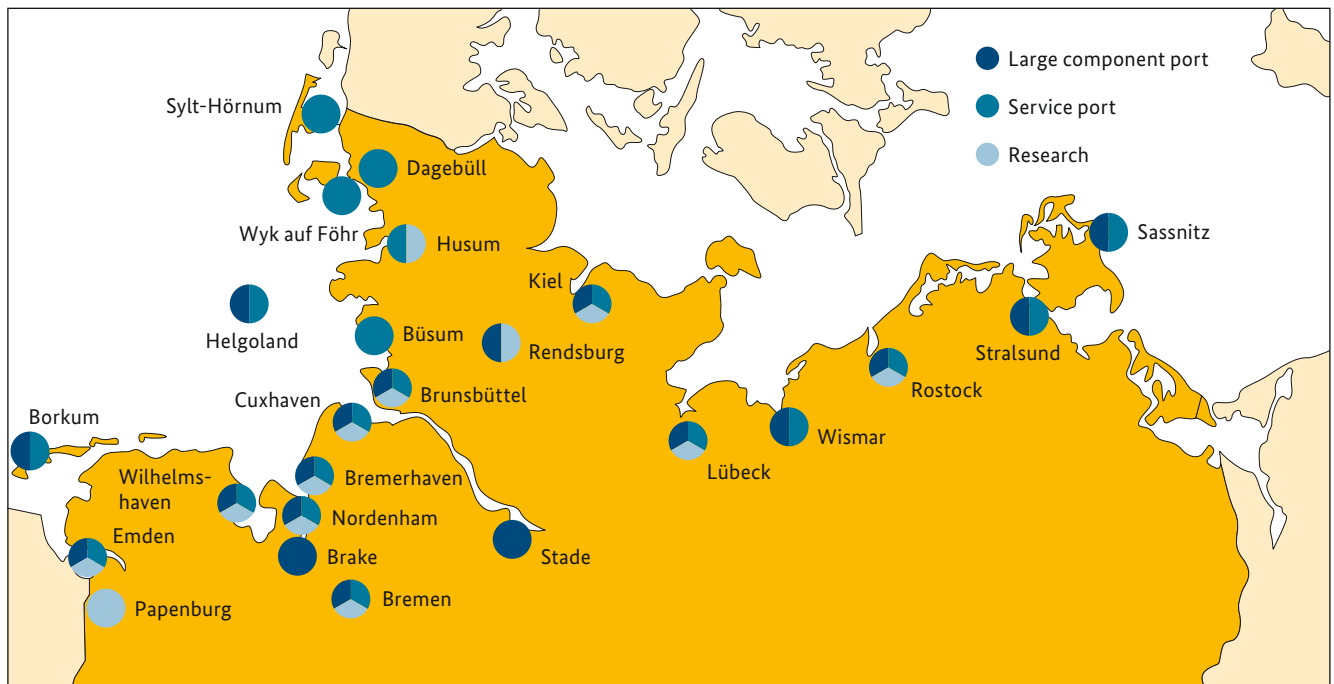 Large component port
Service port
Research
Sylt-Hörnum
Dagebüll
Wyk auf Föhr
Husum
Sassnitz
Kiel
Helgoland
Büsum
Rendsburg
Stralsund
Rostock
Brunsbüttel
Cuxhaven
Borkum
Wismar
Lübeck
Wilhelms-
haven
Bremerhaven
Nordenham
Emden
Brake
Stade
Papenburg
Bremen